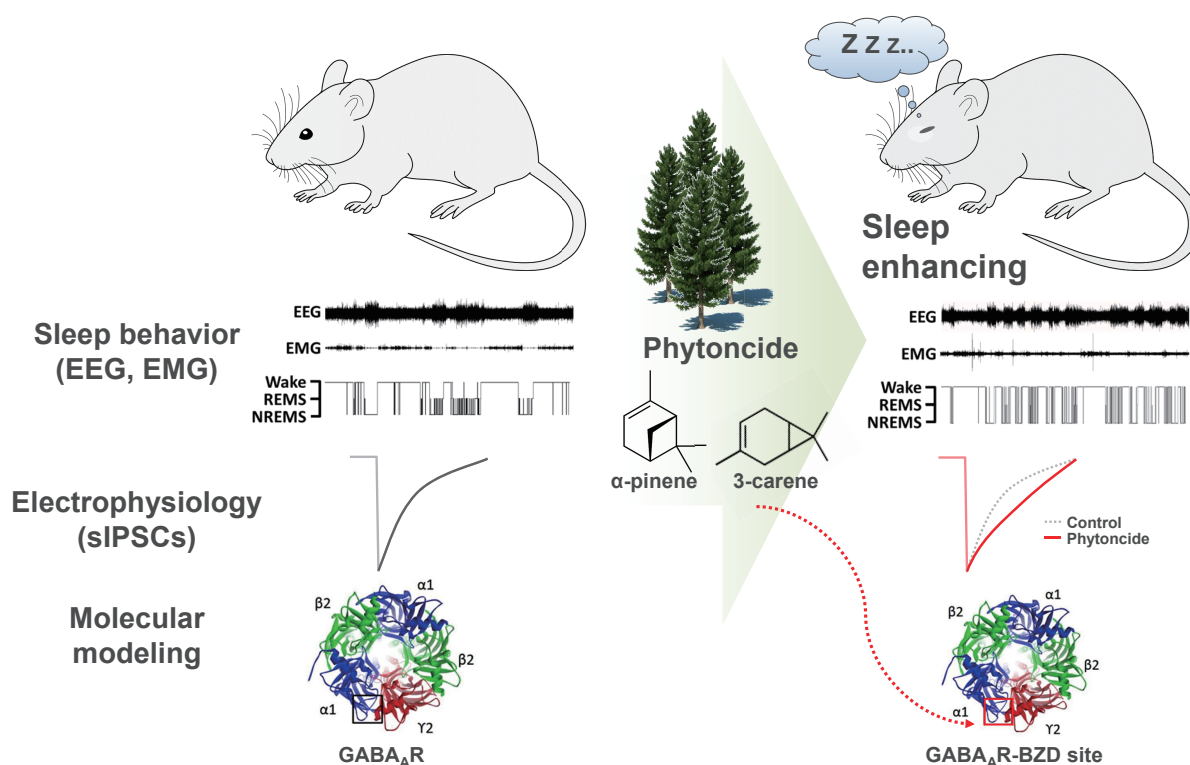 Z Z Z..
Sleep
enhancing
Sleep behavior
(EEG, EMG)
EEG
EMG
Wake
REMS
NREMS
Phytoncide
α-pinene
3-carene
EEG
EMG
Wake
REMS
NREMS
Electrophysiology
(sIPSCs)
Control
Phytoncide
Molecular
modeling
α1
β2
β2
α1
ϒ2
GABAAR
α1
β2
β2
α1
ϒ2
GABAAR-BZD site